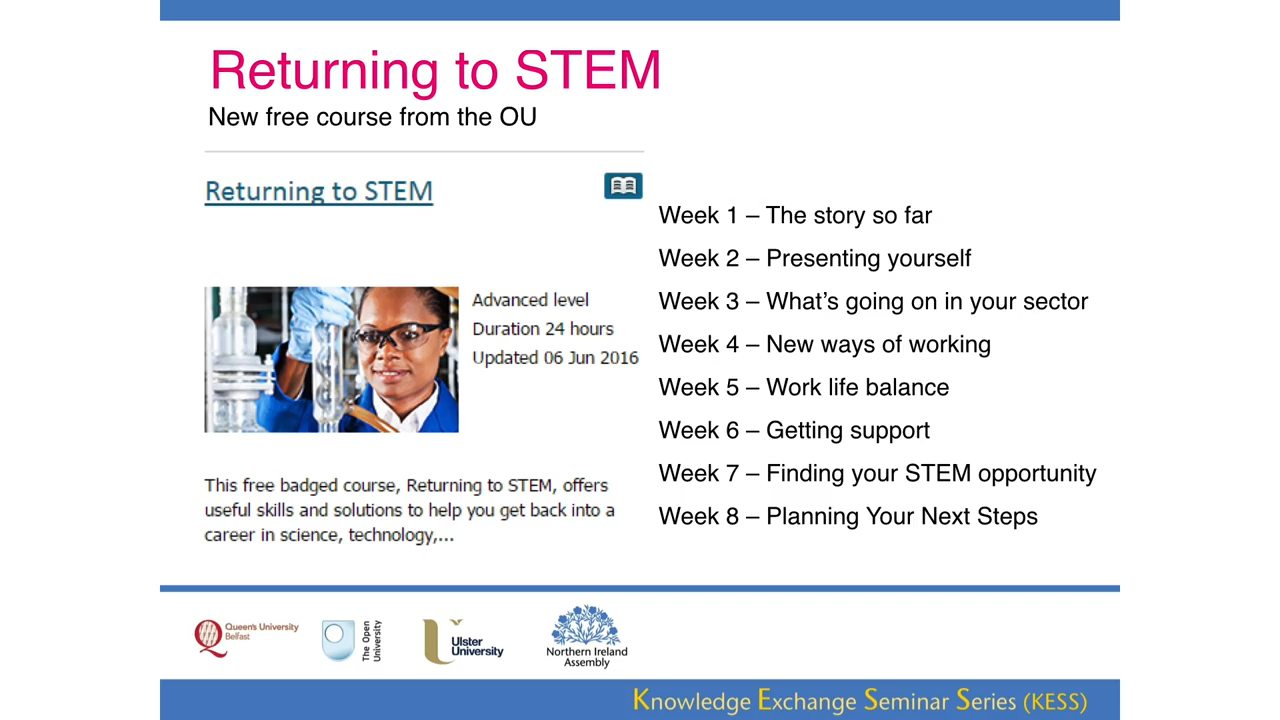 Returning to STEM
New free course from the OU
Returning to STEM
Advanced level
Duration 24 hours
Updated 06 Jun 2016
This free badged course, Returning to STEM, offers
useful skills and solutions to help you get back into a
career in science, technology,...
Week 1 – The story so far
Week 2 – Presenting yourself
Week 3 – What’s going on in your sector
Week 4 – New ways of working
Week 5 – Work life balance
Week 6 – Getting support
Week 7 – Finding your STEM opportunity
Week 8 – Planning Your Next Steps
Queen's University
Belfast
The Open
University
Ulster
University
Northern Ireland
Assembly
Knowledge Exchange Seminar Series (KESS)